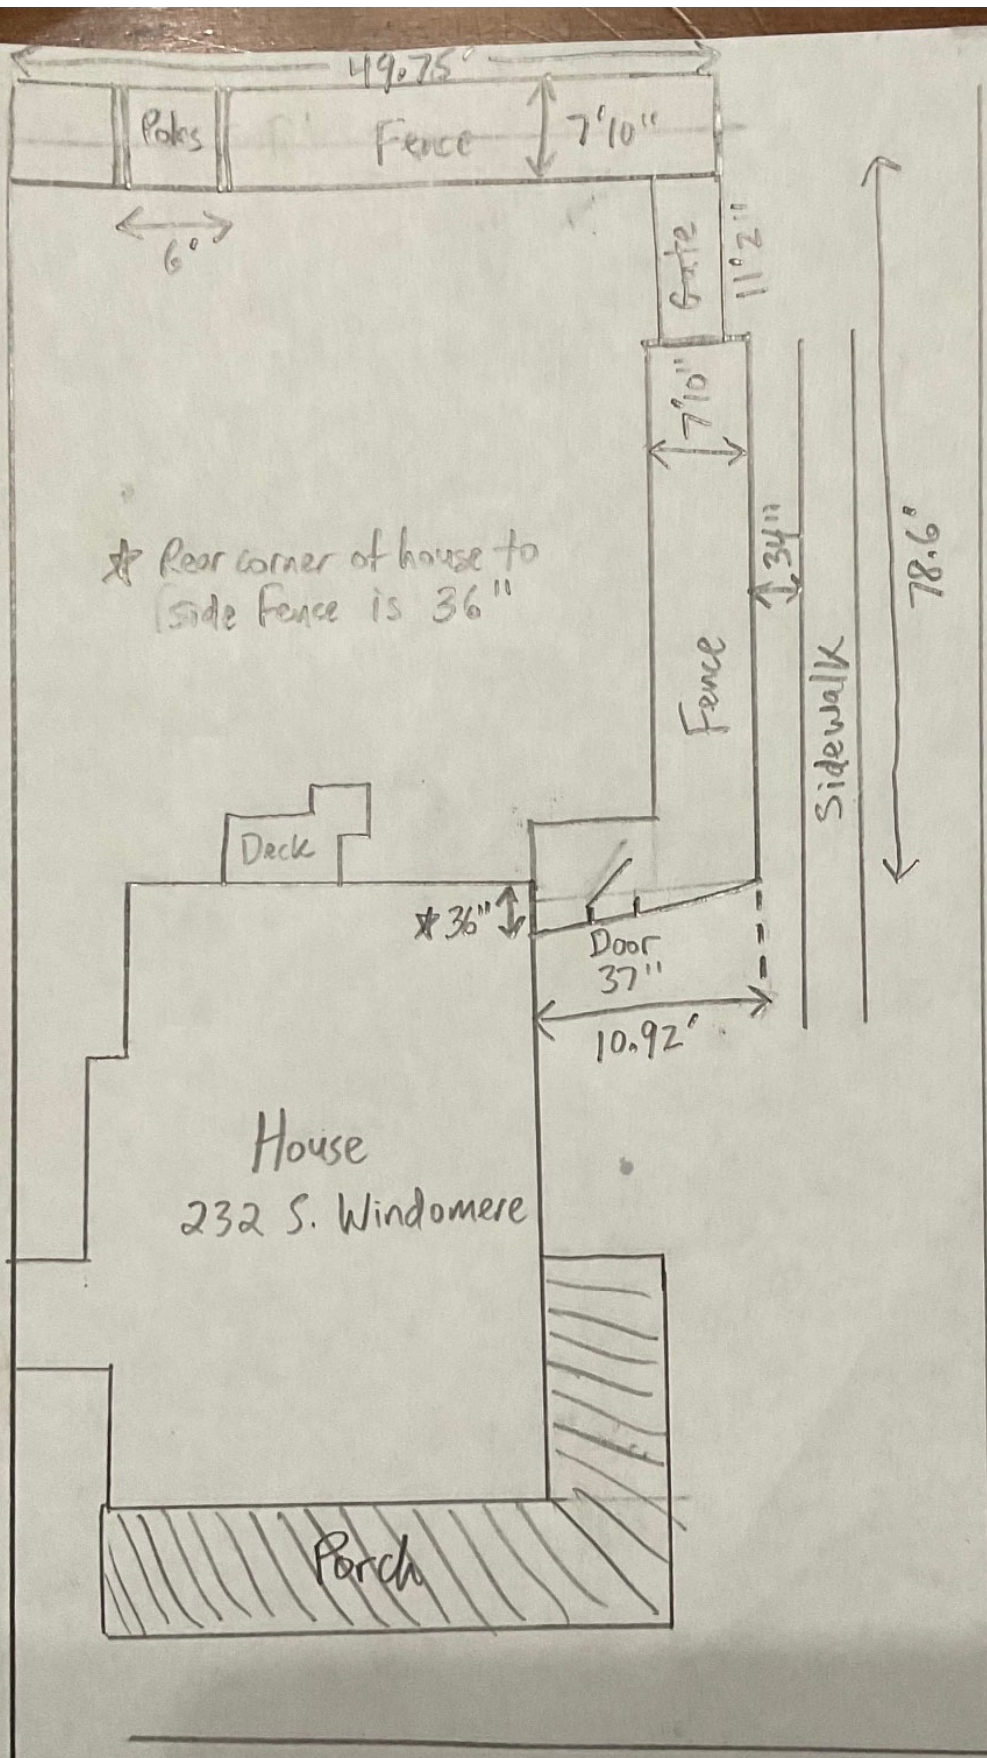 49.75'
Poles
Fence
7'10"
6'
Gate
11'2"
7'10"
34"
78.6'
* Rear corner of house to
side fence is 36"
Fence
Sidewalk
Deck
* 36"
Door
37"
10.92'
House
232 S. Windomere
Porch